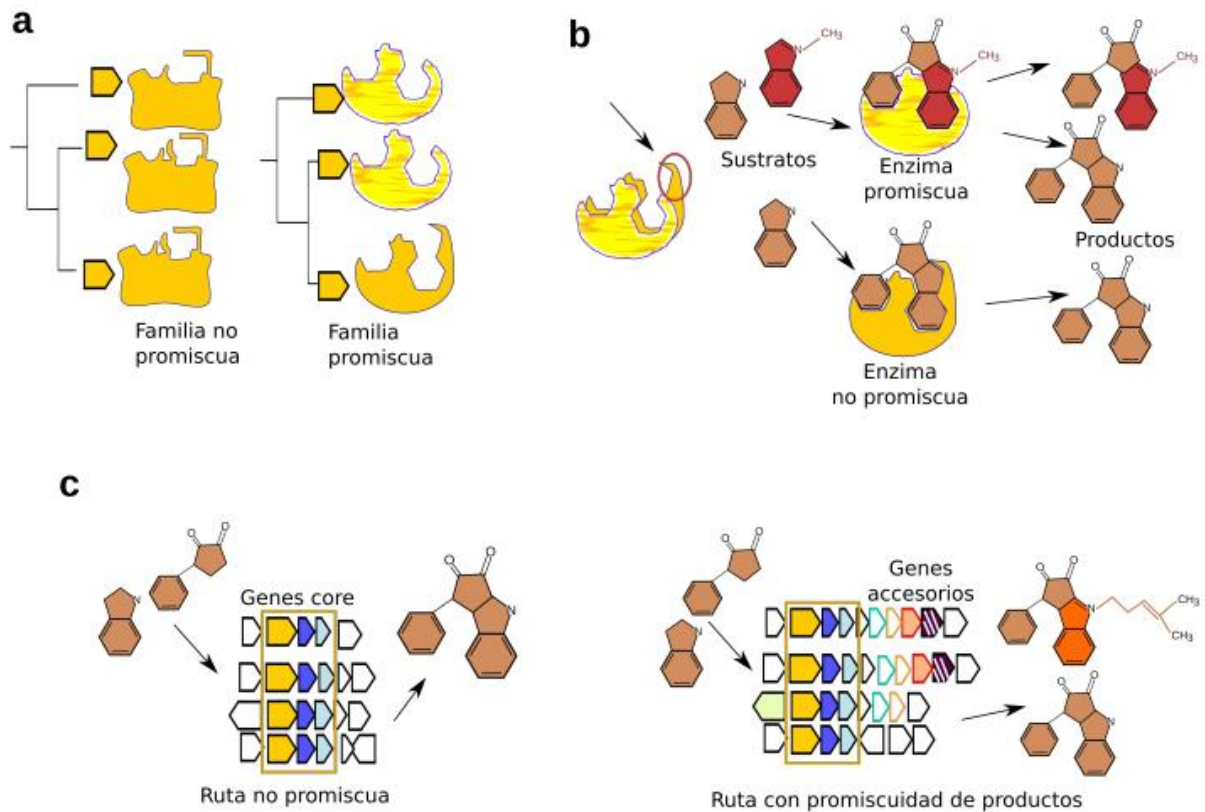 a
Familia no
promiscua
Familia
promiscua
b
N
N
CH₃
Sustratos
O
O
N
CH₃
Enzima
promiscua
O
O
N
CH₃
O
O
N
Productos
N
O
O
Enzima
no promiscua
O
O
N
c
O
O
N
Genes core
O
O
N
Ruta no promiscua
O
O
N
Genes
accesorios
O
O
N
CH₃
CH₃
O
O
N
Ruta con promiscuidad de productos